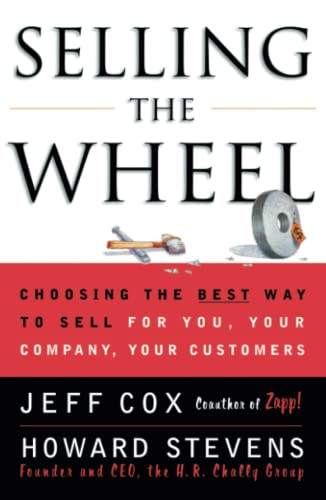 SELLING
THE
WHEEL
CHOOSING THE BEST WAY
TO SELL FOR YOU, YOUR
COMPANY, YOUR CUSTOMERS
JEFF COX Coauthor of Zapp!
HOWARD STEVENS
Founder and CEO, the H.R. Chally Group